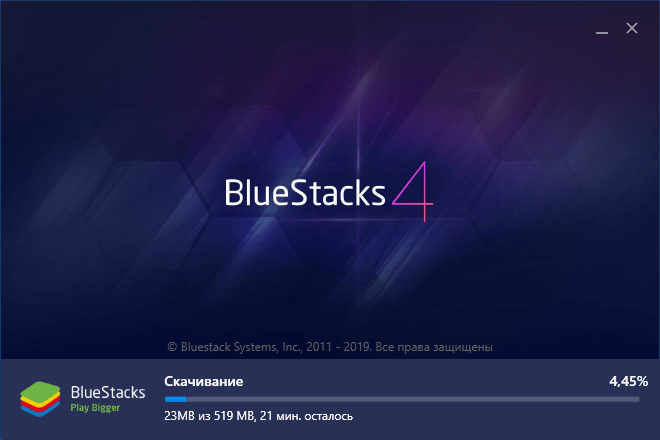 BlueStacks 4
© Bluestack Systems, Inc., 2011 - 2019. Все права защищены
BlueStacks
Play Bigger
Скачивание 4,45%
23MB из 519 MB, 21 мин. осталось